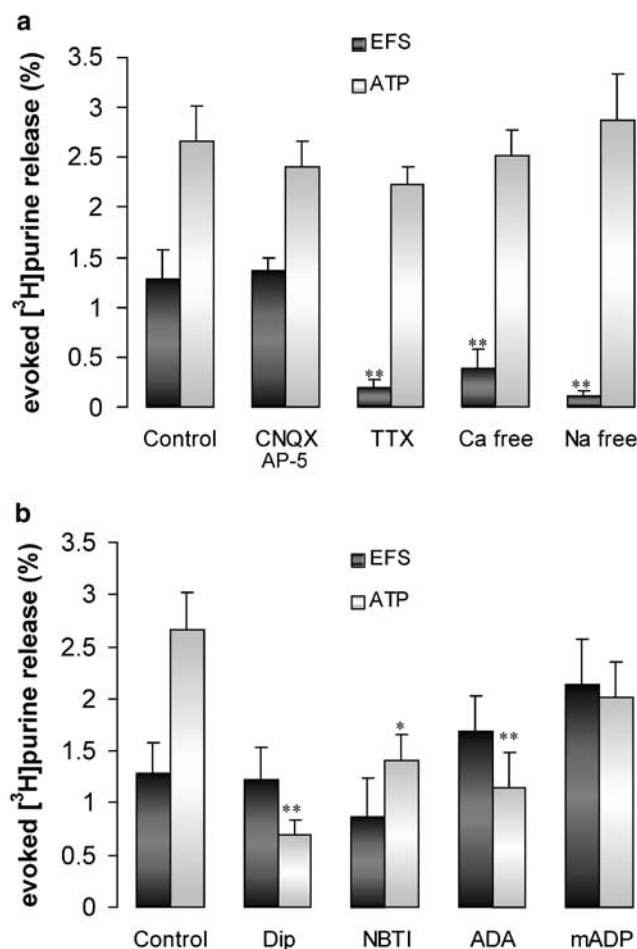 a
evoked [³H]purine release (%)
EFS
ATP
3.5
3
2.5
2
1.5
1
0.5
0
**
**
**
Control
CNQX
AP-5
TTX
Ca free
Na free
b
evoked [³H]purine release (%)
EFS
ATP
3.5
3
2.5
2
1.5
1
0.5
0
**
*
**
Control
Dip
NBTI
ADA
mADP